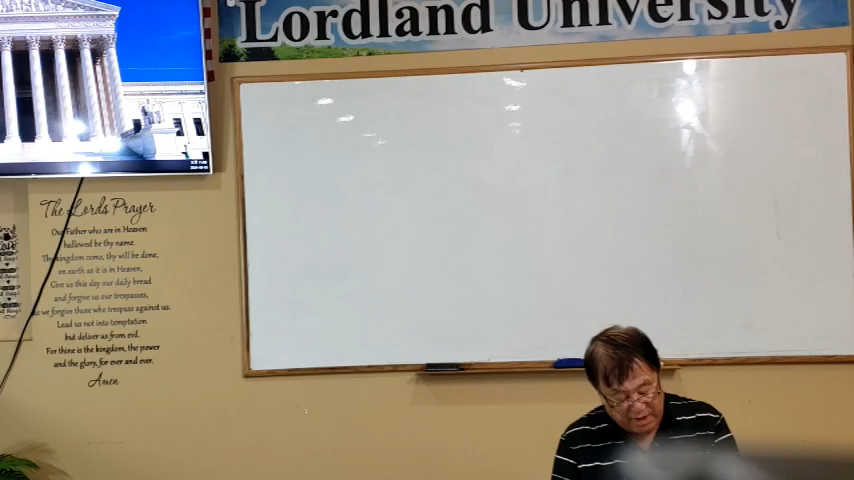 Lordland University
The Lords Prayer
Our Father who are in Heaven
hallowed be thy name.
Thy kingdom come, thy will be done,
on earth as it is in Heaven.
Give us this day our daily bread
and forgive us our trespasses,
as we forgive those who trespass against us.
Lead us not into temptation
but deliver us from evil.
For thine is the kingdom, the power
and the glory, for ever and ever.
Amen